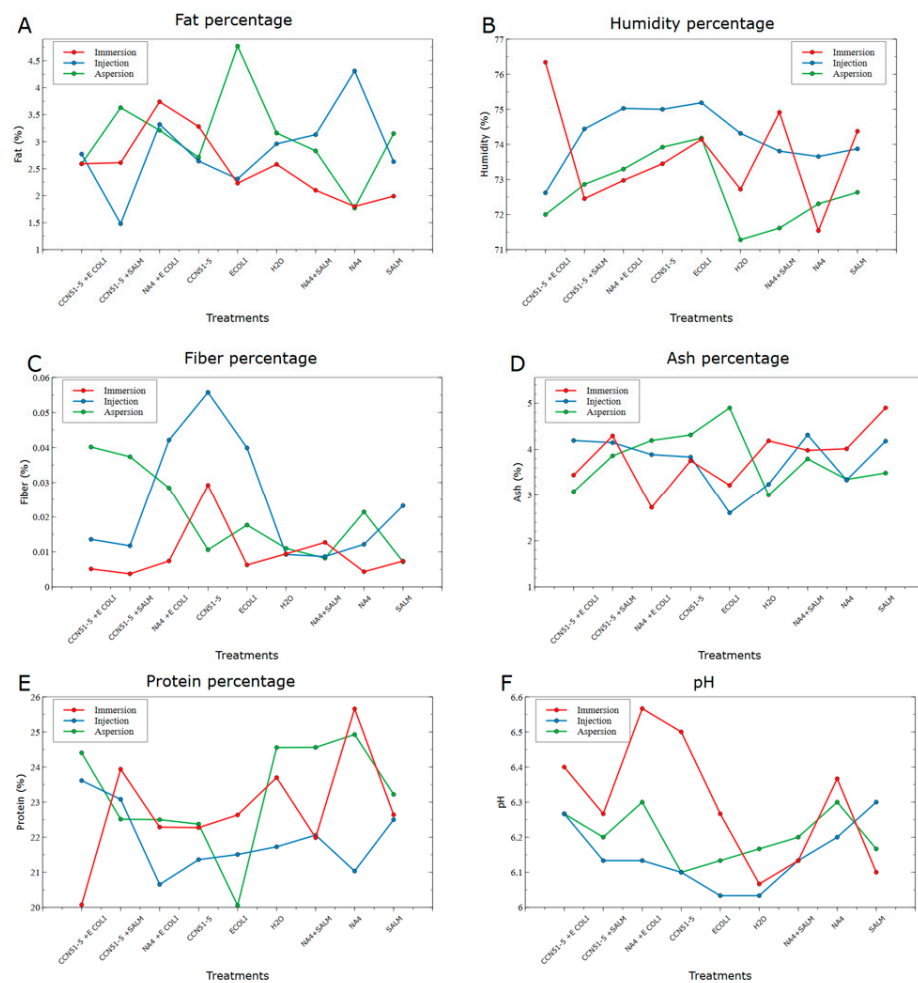 A Fat percentage
Immersion
Injection
Aspersion
Fat (%)
4.5
4
3.5
3
2.5
2
1.5
1
CCN51-5 +E COLI
CCN51-5 +SALM
NA4 +E COLI
CCN51-5
ECOLI
H2O
NA4+SALM
NA4
SALM
Treatments
B Humidity percentage
Immersion
Injection
Aspersion
Humidity (%)
77
76
75
74
73
72
71
CCN51-5 +E COLI
CCN51-5 +SALM
NA4 +E COLI
CCN51-5
ECOLI
H2O
NA4+SALM
NA4
SALM
Treatments
C Fiber percentage
Immersion
Injection
Aspersion
Fiber (%)
0.06
0.05
0.04
0.03
0.02
0.01
0
CCN51-5 +E COLI
CCN51-5 +SALM
NA4 +E COLI
CCN51-5
ECOLI
H2O
NA4+SALM
NA4
SALM
Treatments
D Ash percentage
Immersion
Injection
Aspersion
Ash (%)
5
4
3
2
1
CCN51-5 +E COLI
CCN51-5 +SALM
NA4 +E COLI
CCN51-5
ECOLI
H2O
NA4+SALM
NA4
SALM
Treatments
E Protein percentage
Immersion
Injection
Aspersion
Protein (%)
26
25
24
23
22
21
20
CCN51-5 +E COLI
CCN51-5 +SALM
NA4 +E COLI
CCN51-5
ECOLI
H2O
NA4+SALM
NA4
SALM
Treatments
F pH
Immersion
Injection
Aspersion
pH
6.6
6.5
6.4
6.3
6.2
6.1
6
CCN51-5 +E COLI
CCN51-5 +SALM
NA4 +E COLI
CCN51-5
ECOLI
H2O
NA4+SALM
NA4
SALM
Treatments